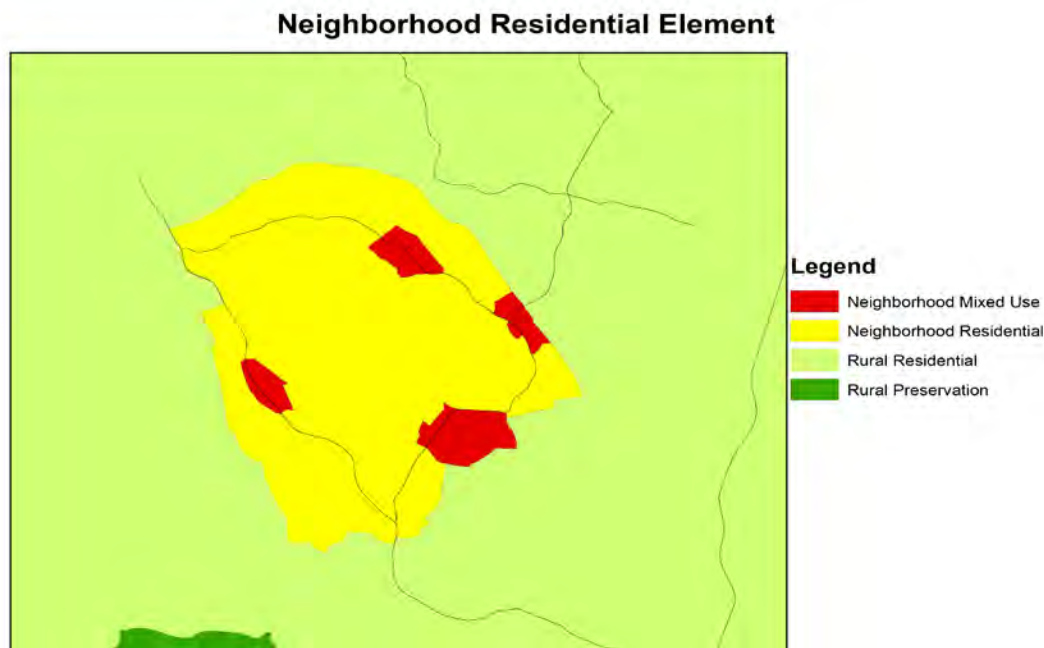 Neighborhood Residential Element
Legend
Neighborhood Mixed Use
Neighborhood Residential
Rural Residential
Rural Preservation